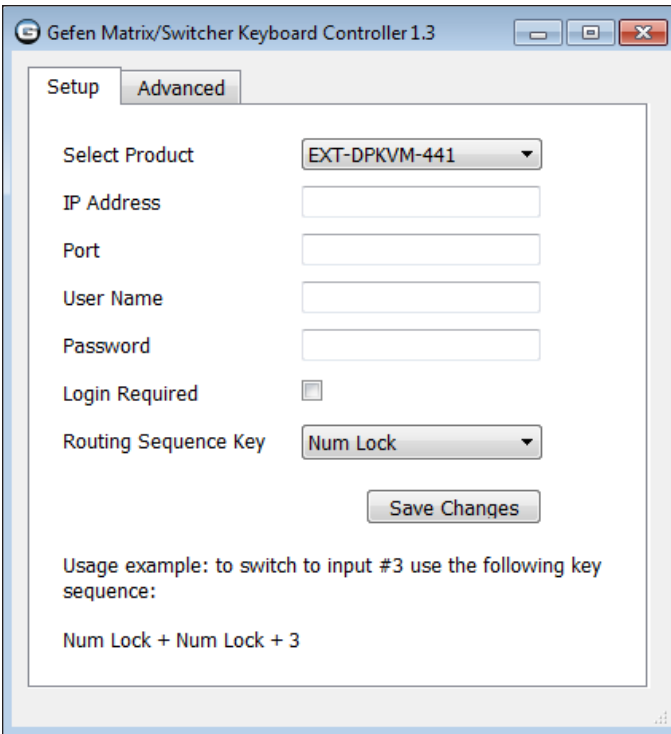 Gefen Matrix/Switcher Keyboard Controller 1.3
Setup Advanced
Select Product EXT-DPKVM-441
IP Address
Port
User Name
Password
Login Required
Routing Sequence Key Num Lock
Save Changes
Usage example: to switch to input #3 use the following key
sequence:
Num Lock + Num Lock + 3